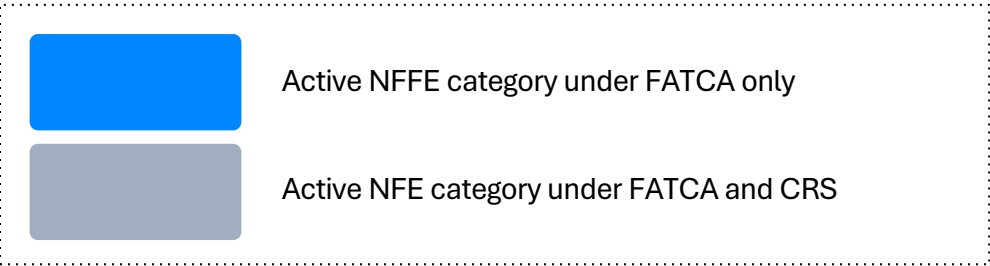 Active NFFE category under FATCA only
Active NFE category under FATCA and CRS